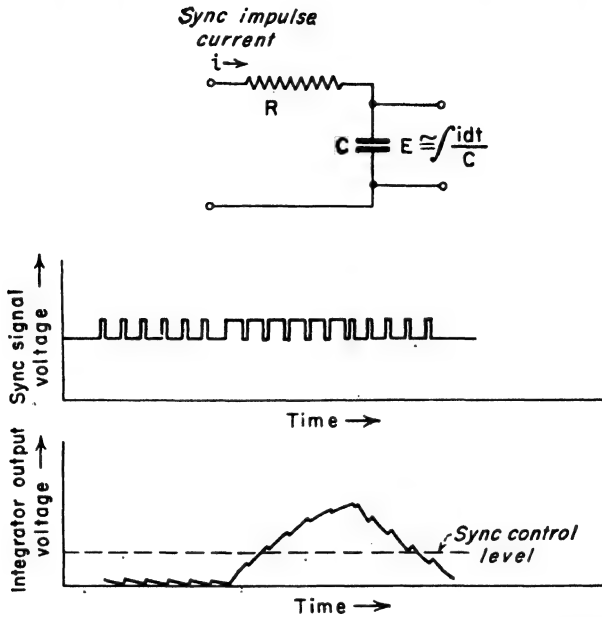 Sync impulse
current
i→
R
C E ≅ ∫ idt/C
Sync signal
voltage →
Time →
Integrator output
voltage →
Sync control
level
Time →